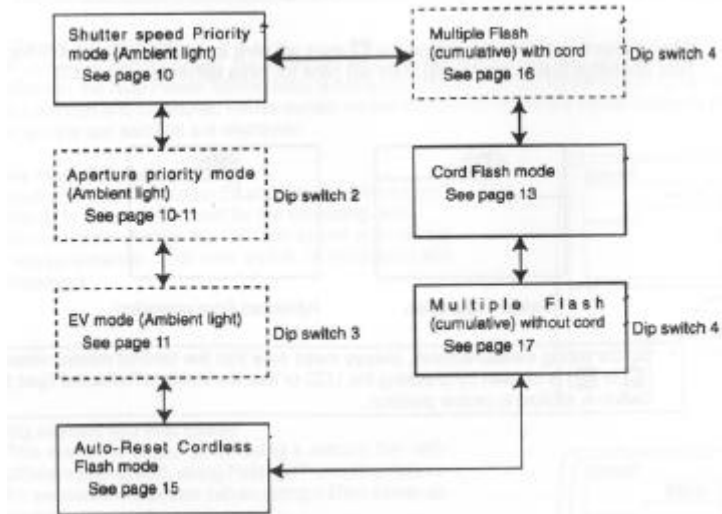 Shutter speed Priority
mode (Ambient light)
See page 10
Multiple Flash
(cumulative) with cord
See page 16
Dip switch 4
Aperture priority mode
(Ambient light)
See page 10-11
Dip switch 2
Cord Flash mode
See page 13
EV mode (Ambient light)
See page 11
Dip switch 3
Multiple Flash
(cumulative) without cord
See page 17
Dip switch 4
Auto-Reset Cordless
Flash mode
See page 15